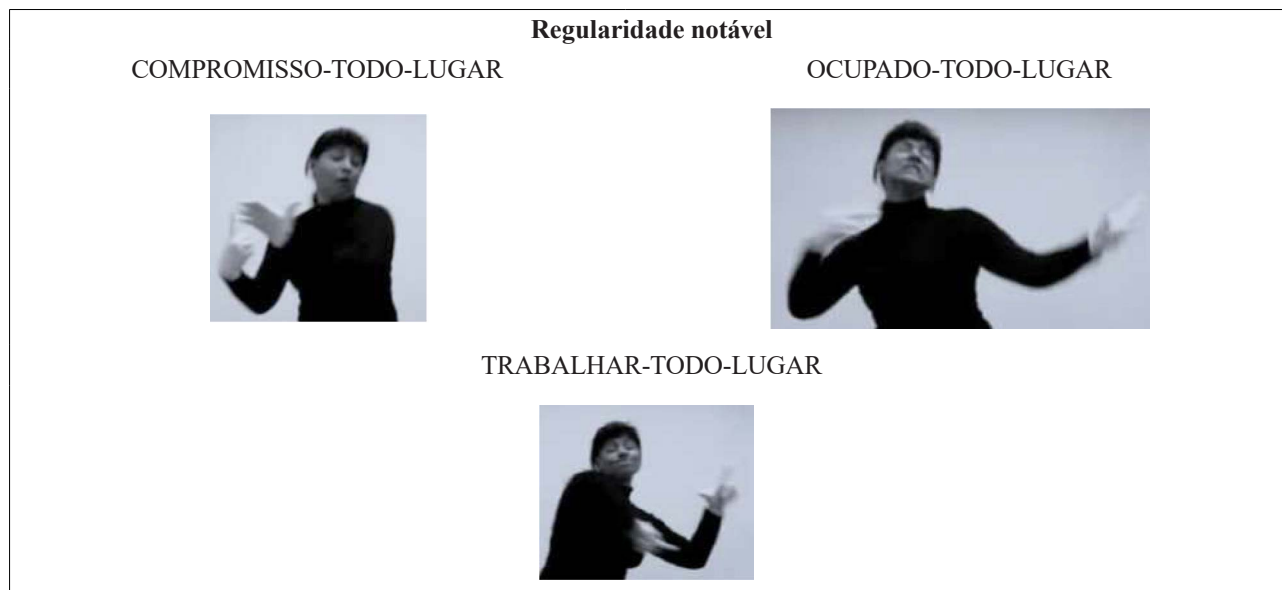 Regularidade notável
COMPROMISSO-TODO-LUGAR
OCUPADO-TODO-LUGAR
TRABALHAR-TODO-LUGAR